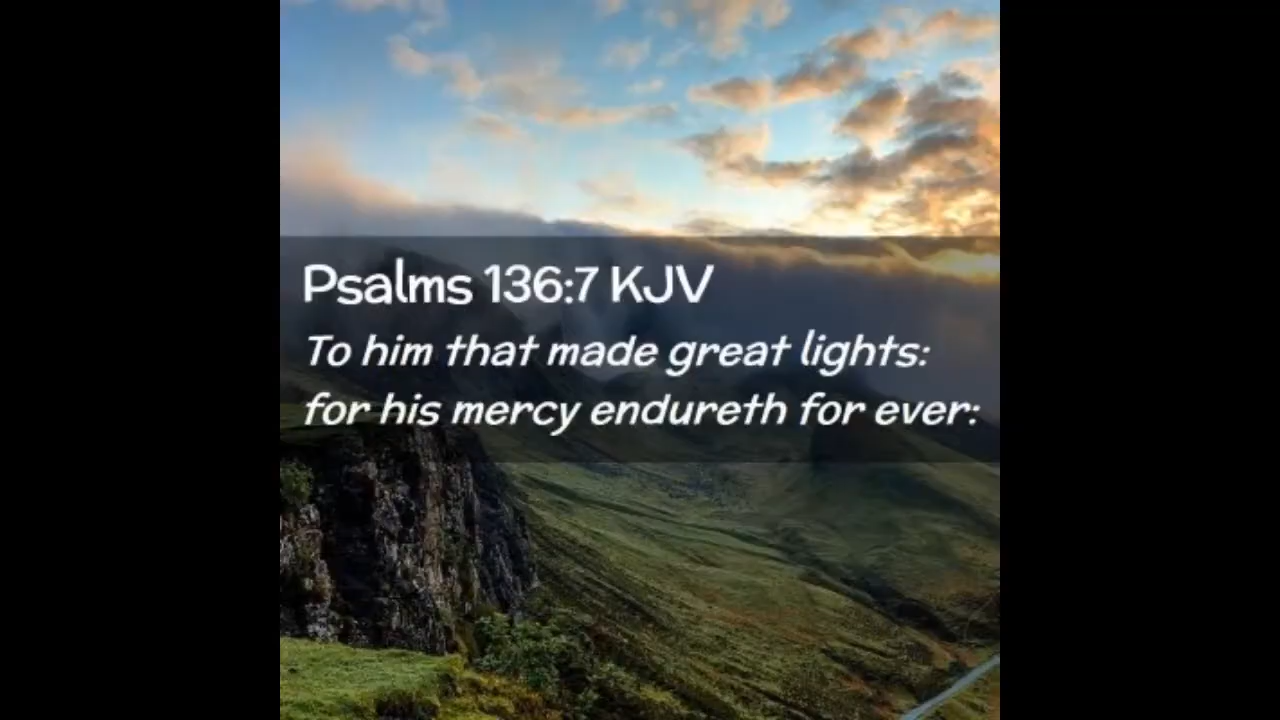 Psalms 136:7 KJV
To him that made great lights:
for his mercy endureth for ever: